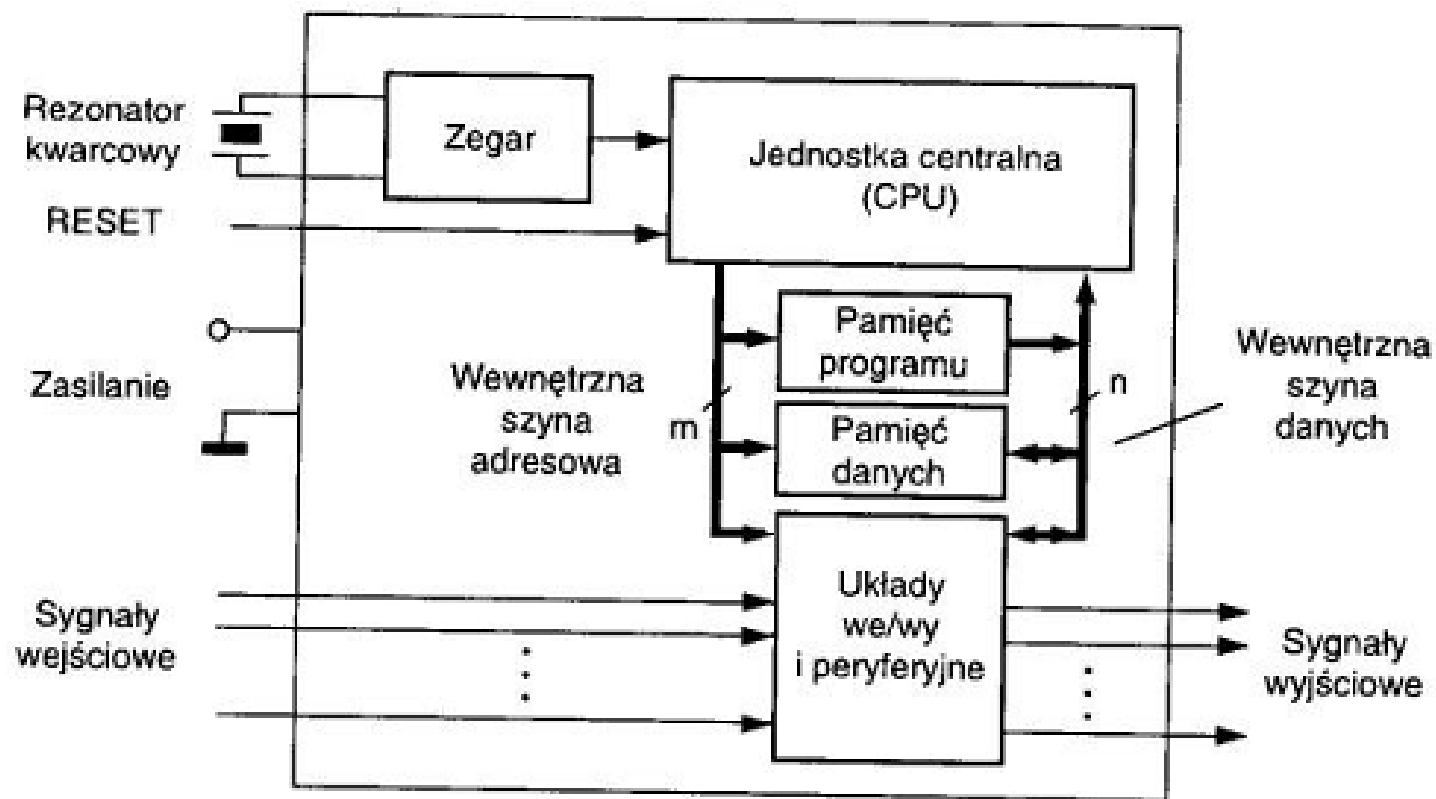 Rezonator
kwarcowy
Zegar
Jednostka centralna
(CPU)
RESET
Zasilanie
Wewnętrzna
szyna
adresowa
m
Pamięć
programu
n
Pamięć
danych
Wewnętrzna
szyna
danych
Sygnały
wejściowe
Układy
we/wy
i peryferyjne
Sygnały
wyjściowe